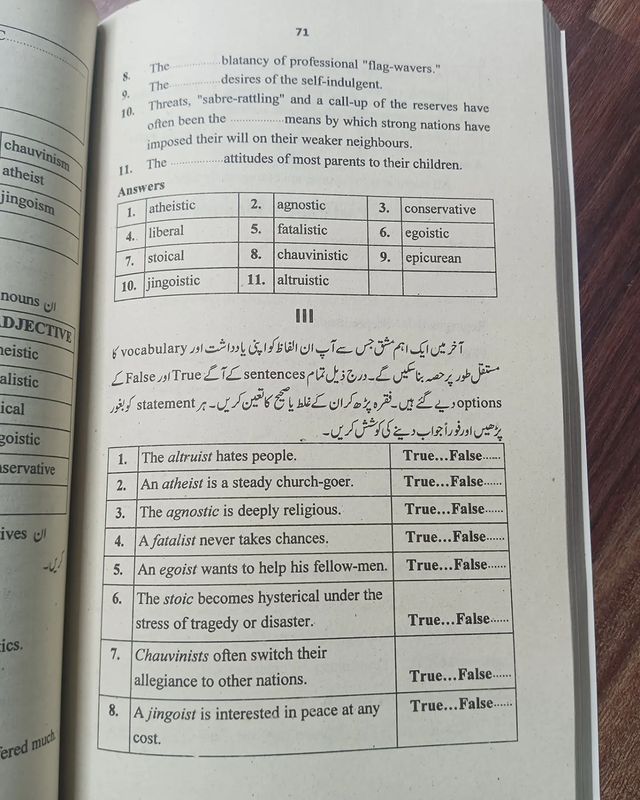 71
C
8. The ................blatancy of professional "flag-wavers."
9. The ................desires of the self-indulgent.
10. Threats, "sabre-rattling" and a call-up of the reserves have
often been the ................means by which strong nations have
imposed their will on their weaker neighbours.
11. The ................attitudes of most parents to their children.
Answers
1. atheistic 2. agnostic 3. conservative
4. liberal 5. fatalistic 6. egoistic
7. stoical 8. chauvinistic 9. epicurean
10. jingoistic 11. altruistic
III
آخر میں ایک اہم مشق جس سے آپ ان الفاظ کو اپنی یادداشت اور vocabulary کا
مستقل طور پر حصہ بنا سکیں گے۔ درج ذیل تمام sentences کے آگے True اور False کے
options دیے گئے ہیں۔ فقرہ پڑھ کر ان کے غلط یا صحیح کا تعین کریں۔ ہر statement کو بغور
پڑھیں اور فوراً جواب دینے کی کوشش کریں۔
1. The altruist hates people. True...False......
2. An atheist is a steady church-goer. True...False......
3. The agnostic is deeply religious. True...False......
4. A fatalist never takes chances. True...False......
5. An egoist wants to help his fellow-men. True...False......
6. The stoic becomes hysterical under the
stress of tragedy or disaster. True...False......
7. Chauvinists often switch their
allegiance to other nations. True...False......
8. A jingoist is interested in peace at any True...False......
cost.
chauvinism
atheist
jingoism
nouns ان
ADJECTIVE
heistic
alistic
ical
goistic
nservative
ives ان
کریں۔
ics.
fered much